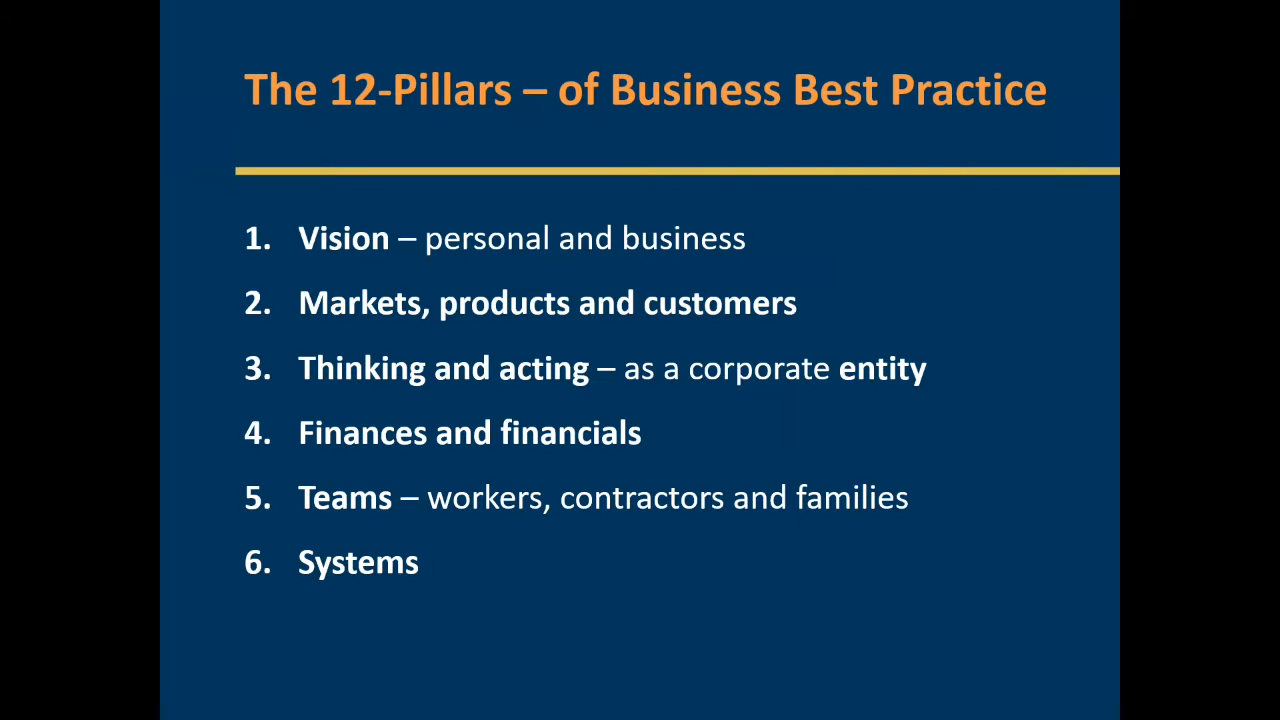 The 12-Pillars – of Business Best Practice
1. Vision – personal and business
2. Markets, products and customers
3. Thinking and acting – as a corporate entity
4. Finances and financials
5. Teams – workers, contractors and families
6. Systems